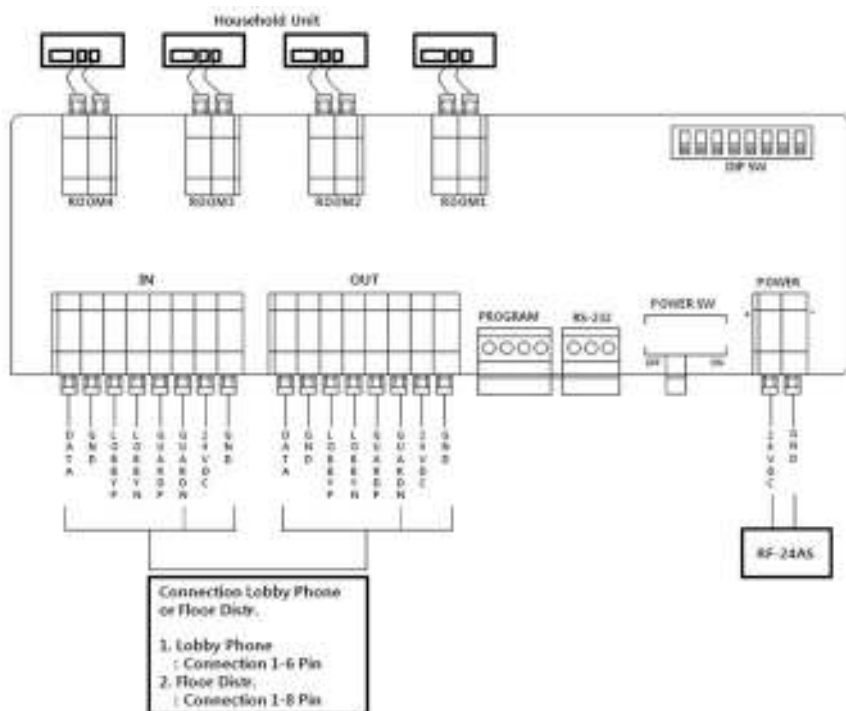 Household Unit
ROOM4
ROOM3
ROOM2
ROOM1
DIP SW
IN
OUT
PROGRAM
RS-232
POWER SW
OFF
ON
POWER
+
-
DATA
GND
LOBBYP
LOBBYN
GUARDP
GUARDN
24VDC
GND
DATA
GND
LOBBYP
LOBBYN
GUARDP
GUARDN
24VDC
GND
24VDC
GND
RF-24AS
Connection Lobby Phone
or Floor Distr.
1. Lobby Phone
: Connection 1-6 Pin
2. Floor Distr.
: Connection 1-8 Pin